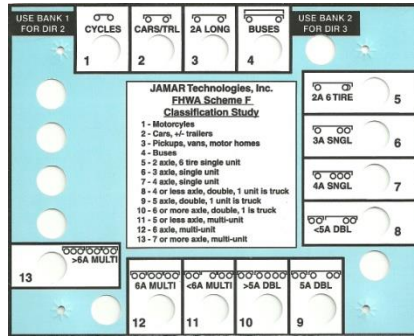 USE BANK 1
FOR DIR 2
CYCLES
1
CARS/TRL
2
2A LONG
3
BUSES
4
USE BANK 2
FOR DIR 3
JAMAR Technologies, Inc.
FHWA Scheme F
Classification Study
1 - Motorcyles
2 - Cars, +/- trailers
3 - Pickups, vans, motor homes
4 - Buses
5 - 2 axle, 6 tire single unit
6 - 3 axle, single unit
7 - 4 axle, single unit
8 - 4 or less axle, double, 1 unit is truck
9 - 5 axle, double, 1 unit is truck
10 - 6 or more axle, double, 1 is truck
11 - 5 or less axle, multi-unit
12 - 6 axle, multi-unit
13 - 7 or more axle, multi-unit
2A 6 TIRE
5
3A SNGL
6
4A SNGL
7
<5A DBL
8
>6A MULTI
13
6A MULTI
12
<6A MULTI
11
>5A DBL
10
5A DBL
9